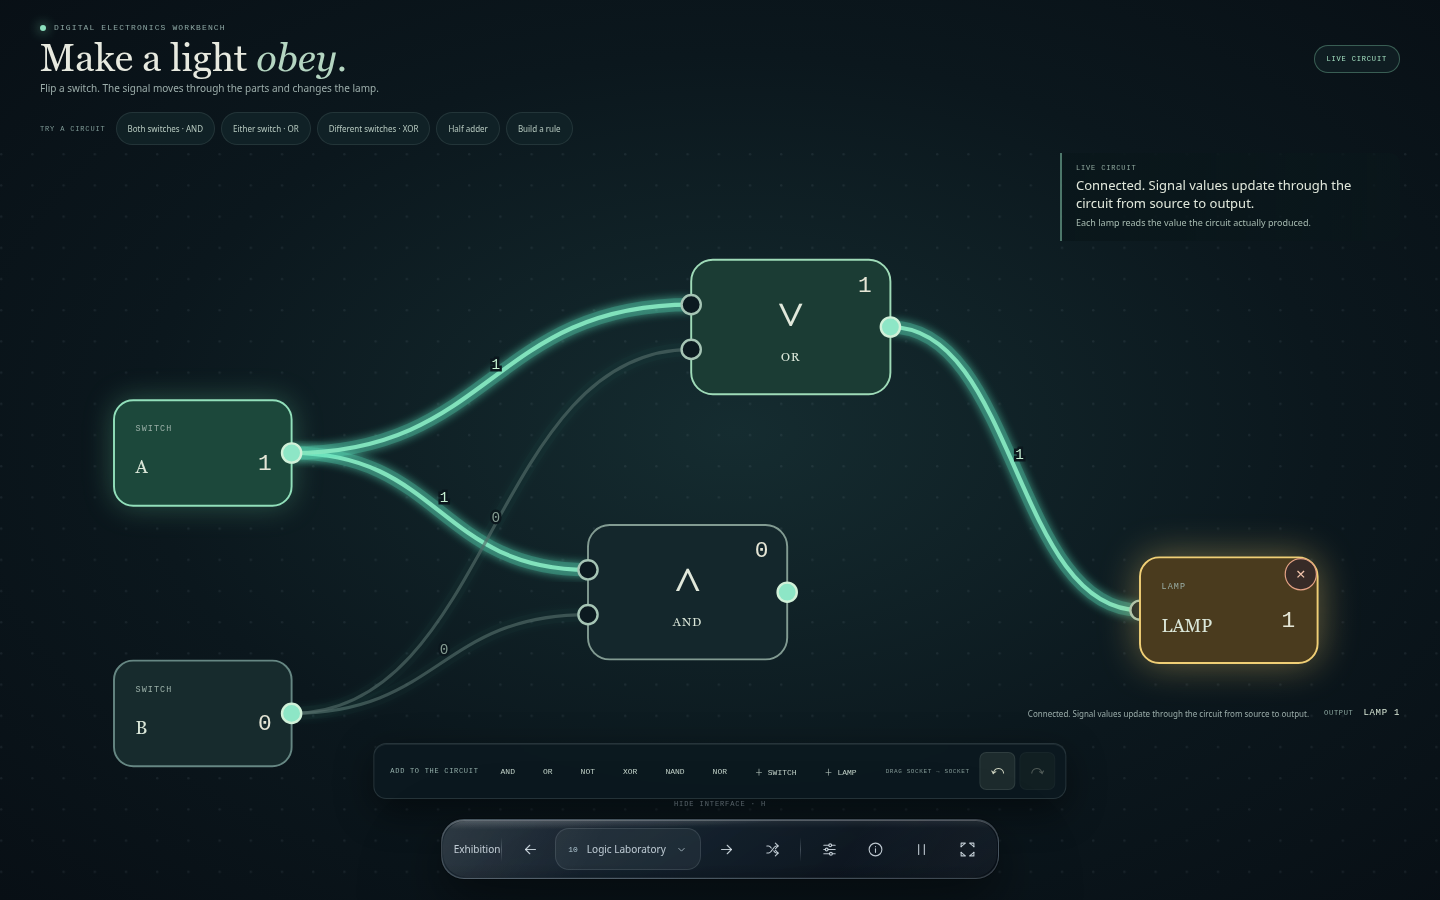 DIGITAL ELECTRONICS WORKBENCH
Make a light obey.
Flip a switch. The signal moves through the parts and changes the lamp.
LIVE CIRCUIT
TRY A CIRCUIT
Both switches · AND
Either switch · OR
Different switches · XOR
Half adder
Build a rule
LIVE CIRCUIT
Connected. Signal values update through the
circuit from source to output.
Each lamp reads the value the circuit actually produced.
1
V
OR
1
SWITCH
A
1
1
1
0
0
Λ
AND
0
SWITCH
B
0
LAMP
LAMP
1
Connected. Signal values update through the circuit from source to output.
OUTPUT LAMP 1
ADD TO THE CIRCUIT AND OR NOT XOR NAND NOR + SWITCH + LAMP DRAG SOCKET — SOCKET
HIDE INTERFACE · H
Exhibition
10 Logic Laboratory